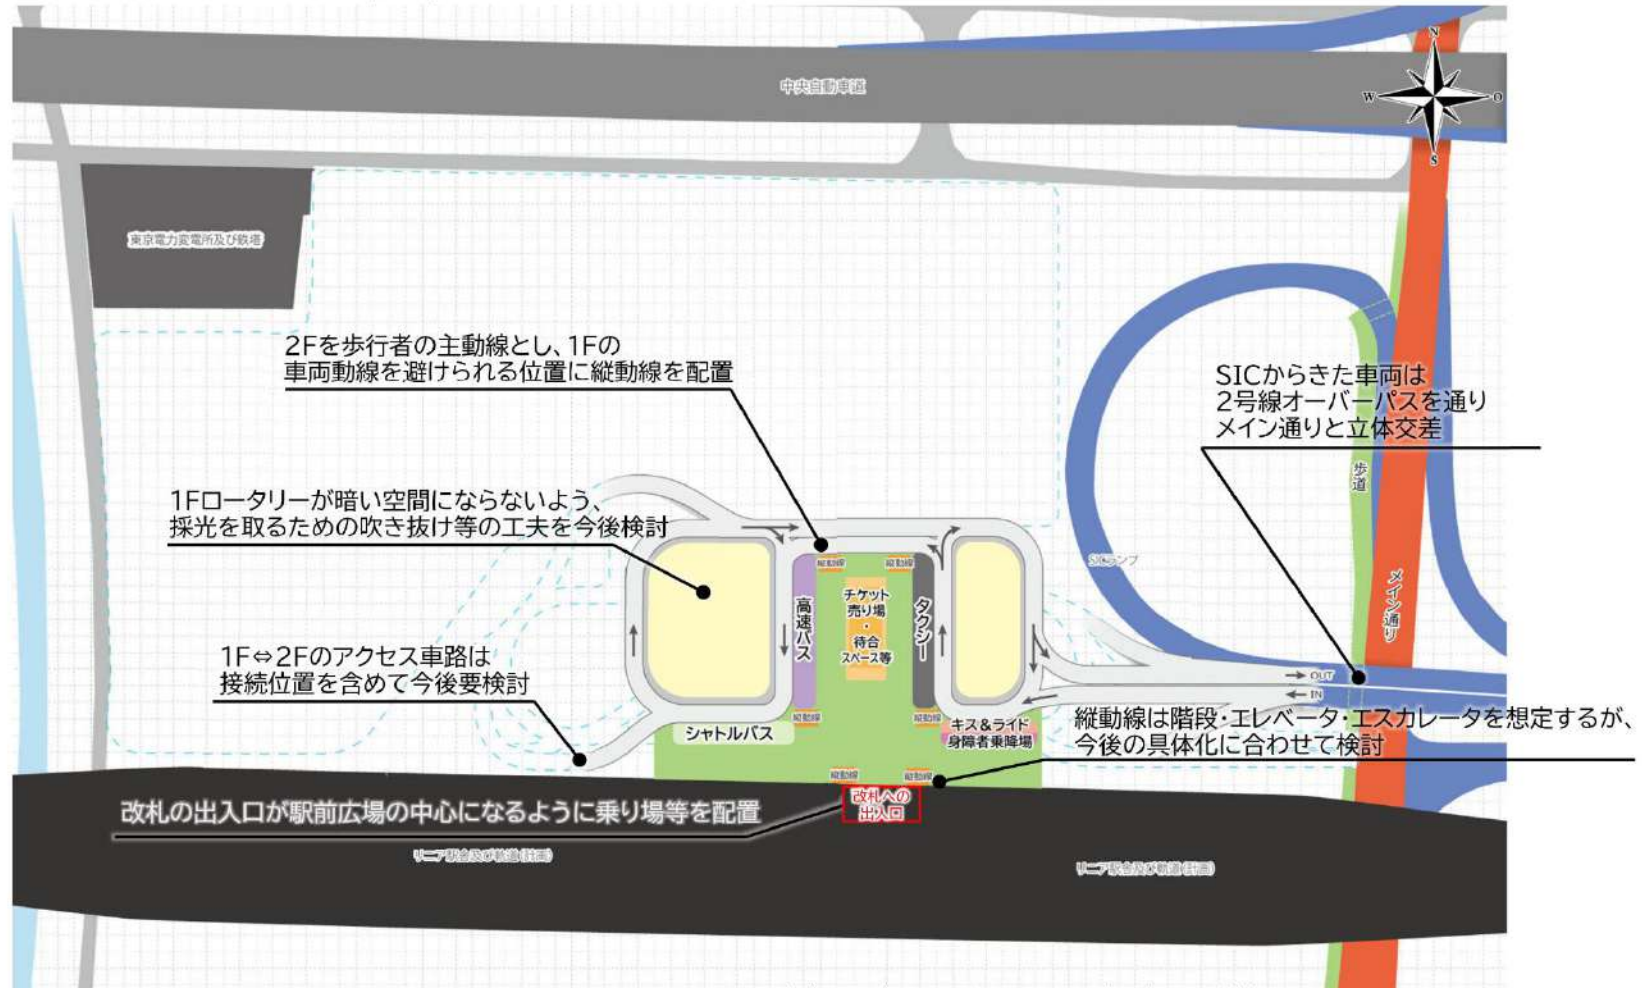 N
中央自動車道
W
O
S
東京電力変電所及び鉄塔
2Fを歩行者の主動線とし、1Fの
車両動線を避けられる位置に縦動線を配置
SICからきた車両は
2号線オーバーパスを通り
メイン通りと立体交差
歩道
1Fロータリーが暗い空間にならないよう、
採光を取るための吹き抜け等の工夫を今後検討
SICランプ
メイン通り
縦動線
縦動線
チケット
売り場
・
待合
スペース等
高速バス
タクシー
1F⇔2Fのアクセス車路は
接続位置を含めて今後要検討
OUT
IN
縦動線
縦動線
シャトルバス
キス&ライド
身障者乗降場
縦動線は階段・エレベータ・エスカレータを想定するが、
今後の具体化に合わせて検討
縦動線
縦動線
改札への
出入口
改札の出入口が駅前広場の中心になるように乗り場等を配置
リニア駅舎及び軌道(計画)
リニア駅舎及び軌道(計画)